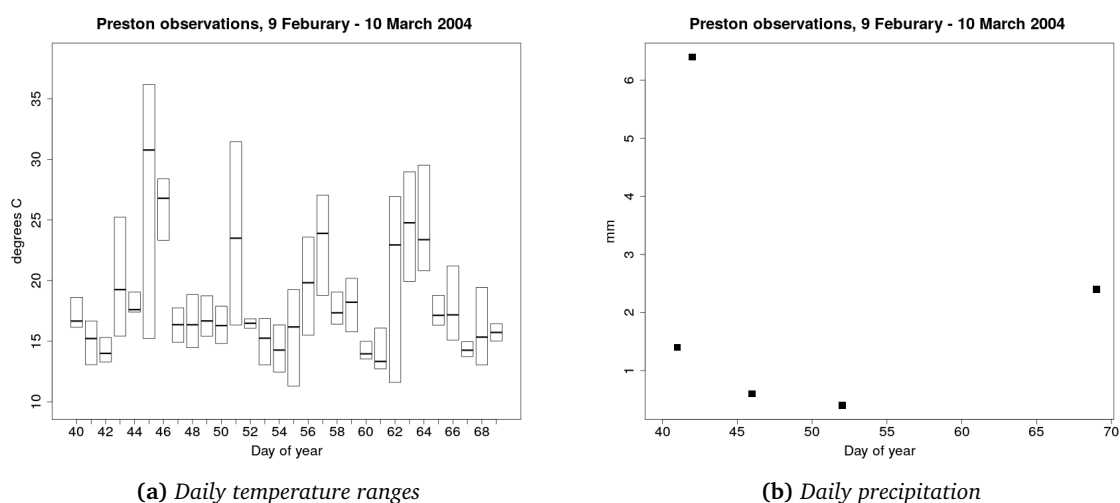 Preston observations, 9 Feburary - 10 March 2004
degrees C
35
30
25
20
15
10
40 42 44 46 48 50 52 54 56 58 60 62 64 66 68
Day of year
(a) Daily temperature ranges
Preston observations, 9 Feburary - 10 March 2004
mm
6
5
4
3
2
1
40 45 50 55 60 65 70
Day of year
(b) Daily precipitation